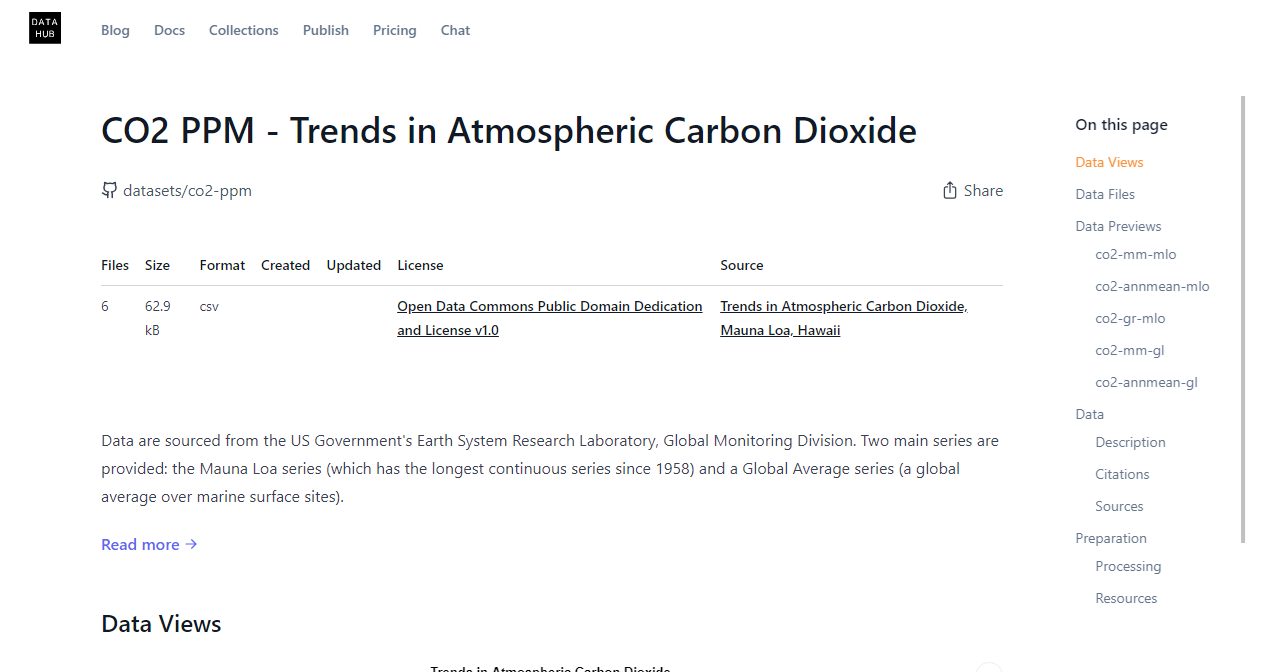 DATA
HUB
Blog Docs Collections Publish Pricing Chat
CO2 PPM - Trends in Atmospheric Carbon Dioxide
datasets/co2-ppm
Share
Files Size Format Created Updated License Source
6 62.9 csv Open Data Commons Public Domain Dedication Trends in Atmospheric Carbon Dioxide,
kB and License v1.0 Mauna Loa, Hawaii
Data are sourced from the US Government's Earth System Research Laboratory, Global Monitoring Division. Two main series are
provided: the Mauna Loa series (which has the longest continuous series since 1958) and a Global Average series (a global
average over marine surface sites).
Read more →
Data Views
Trends in Atmospheric Carbon Dioxide
On this page
Data Views
Data Files
Data Previews
co2-mm-mlo
co2-annmean-mlo
co2-gr-mlo
co2-mm-gl
co2-annmean-gl
Data
Description
Citations
Sources
Preparation
Processing
Resources